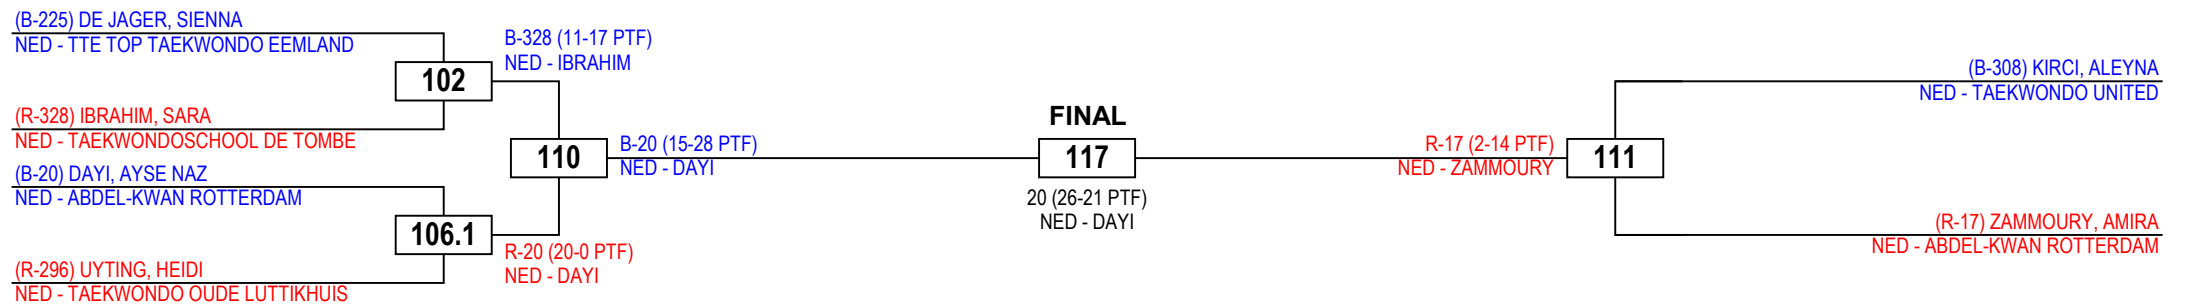 (B-225) DE JAGER, SIENNA
NED - TTE TOP TAEKWONDO EEMLAND
102
B-328 (11-17 PTF)
NED - IBRAHIM
(R-328) IBRAHIM, SARA
NED - TAEKWONDOSCHOOL DE TOMBE
110
B-20 (15-28 PTF)
NED - DAYI
(B-20) DAYI, AYSE NAZ
NED - ABDEL-KWAN ROTTERDAM
106.1
R-20 (20-0 PTF)
NED - DAYI
(R-296) UYTING, HEIDI
NED - TAEKWONDO OUDE LUTTIKHUIS
FINAL
117
20 (26-21 PTF)
NED - DAYI
R-17 (2-14 PTF)
NED - ZAMMOURY
111
(B-308) KIRCI, ALEYNA
NED - TAEKWONDO UNITED
(R-17) ZAMMOURY, AMIRA
NED - ABDEL-KWAN ROTTERDAM